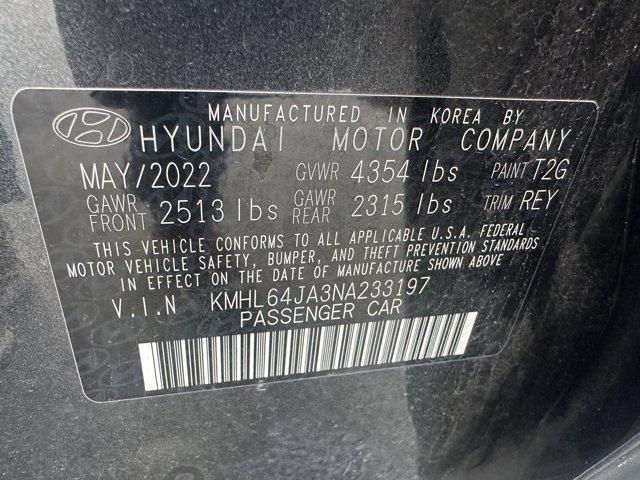 MANUFACTURED IN KOREA BY
HYUNDAI MOTOR COMPANY
MAY/2022 GVWR 4354 lbs PAINT T2G
GAWR FRONT 2513 lbs GAWR REAR 2315 lbs TRIM REY
THIS VEHICLE CONFORMS TO ALL APPLICABLE U.S.A. FEDERAL
MOTOR VEHICLE SAFETY, BUMPER, AND THEFT PREVENTION STANDARDS
IN EFFECT ON THE DATE OF MANUFACTURE SHOWN ABOVE
V.I.N KMHL64JA3NA233197
PASSENGER CAR